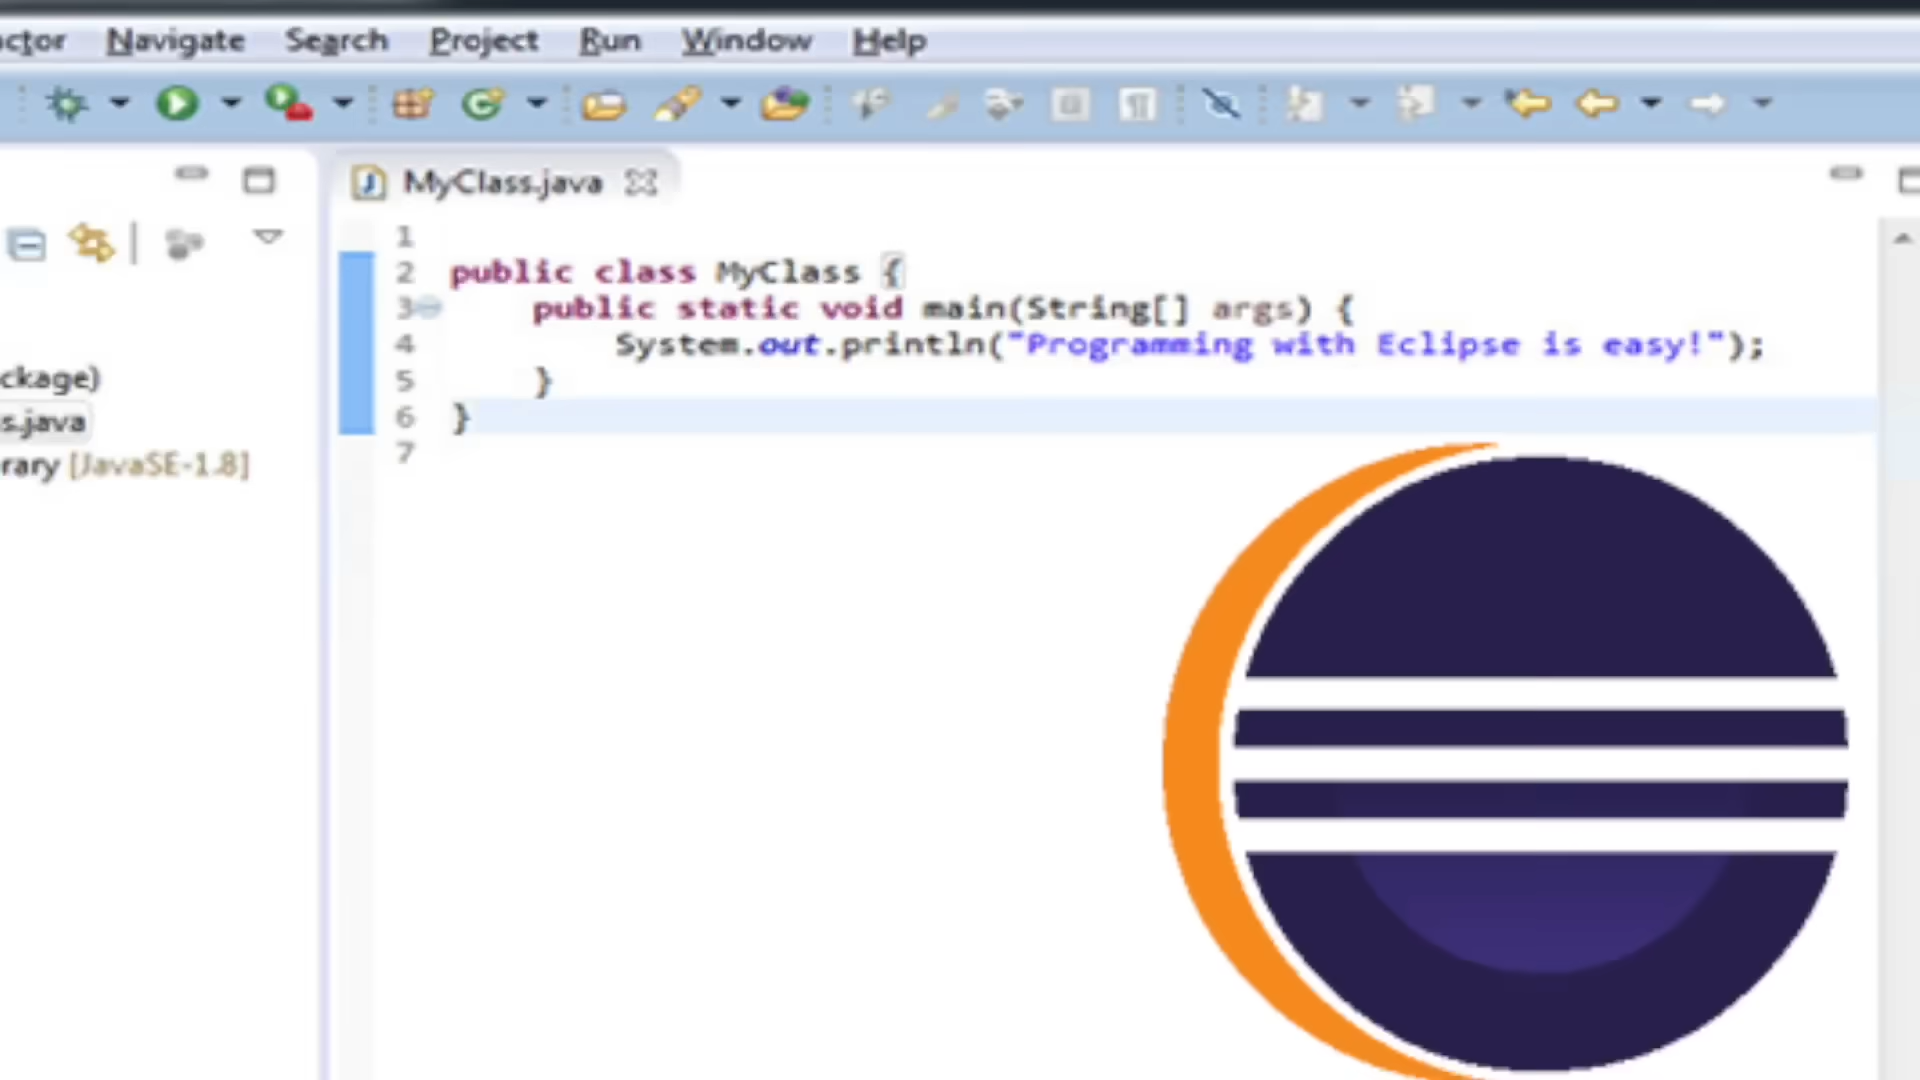 ctor Navigate Search Project Run Window Help
MyClass.java
1
2 public class MyClass {
3 public static void main(String[] args) {
4 System.out.println("Programming with Eclipse is easy!");
5 }
6 }
7
ckage)
s.java
rary [JavaSE-1.8]